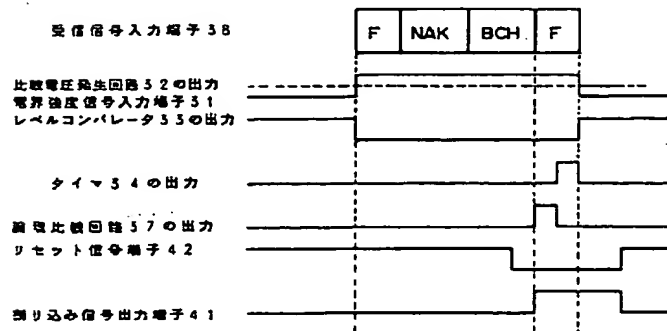 受信信号入力端子38
F NAK BCH F
比較電圧発生回路32の出力
電界強度信号入力端子31
レベルコンパレータ33の出力
タイマ34の出力
論理比較回路37の出力
リセット信号端子42
割り込み信号出力端子41